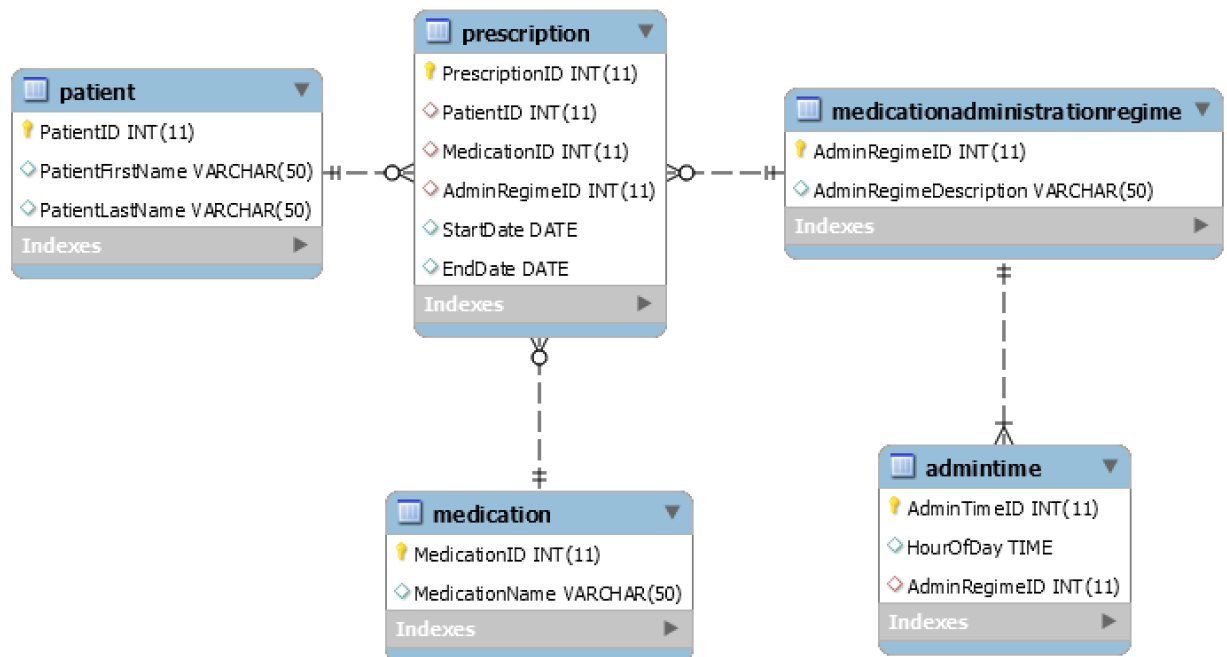 patient
PatientID INT(11)
PatientFirstName VARCHAR(50)
PatientLastName VARCHAR(50)
Indexes
prescription
PrescriptionID INT(11)
PatientID INT(11)
MedicationID INT(11)
AdminRegimeID INT(11)
StartDate DATE
EndDate DATE
Indexes
medicationadministrationregime
AdminRegimeID INT(11)
AdminRegimeDescription VARCHAR(50)
Indexes
medication
MedicationID INT(11)
MedicationName VARCHAR(50)
Indexes
admintime
AdminTimeID INT(11)
HourOfDay TIME
AdminRegimeID INT(11)
Indexes